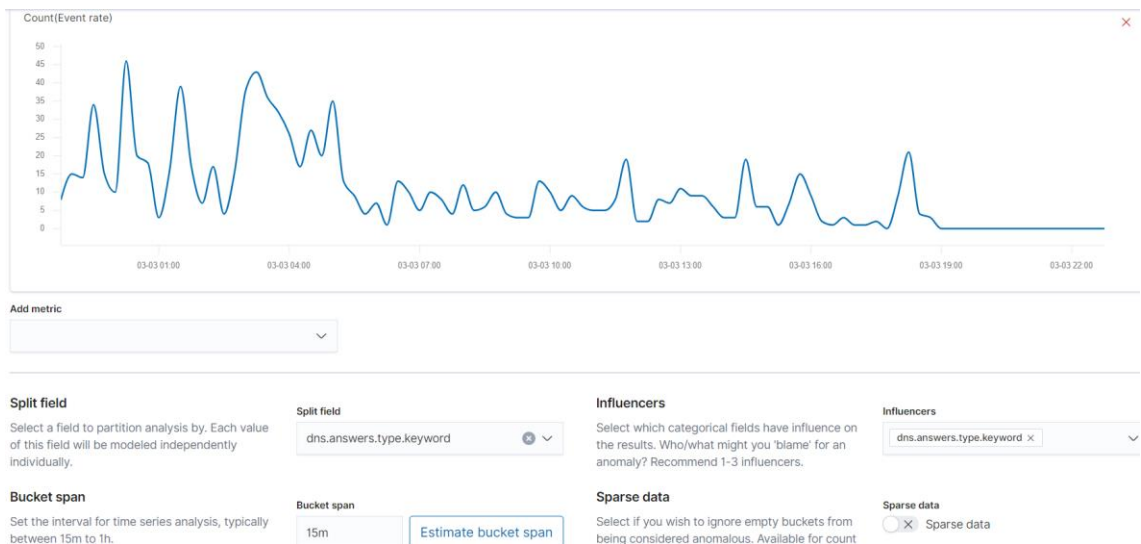 Count(Event rate)
50
45
40
35
30
25
20
15
10
5
0
03-03 01:00
03-03 04:00
03-03 07:00
03-03 10:00
03-03 13:00
03-03 16:00
03-03 19:00
03-03 22:00
Add metric
Split field
Select a field to partition analysis by. Each value
of this field will be modeled independently
individually.
Split field
dns.answers.type.keyword
Influencers
Select which categorical fields have influence on
the results. Who/what might you 'blame' for an
anomaly? Recommend 1-3 influencers.
Influencers
dns.answers.type.keyword
Bucket span
Set the interval for time series analysis, typically
between 15m to 1h.
Bucket span
15m
Estimate bucket span
Sparse data
Select if you wish to ignore empty buckets from
being considered anomalous. Available for count
Sparse data
Sparse data